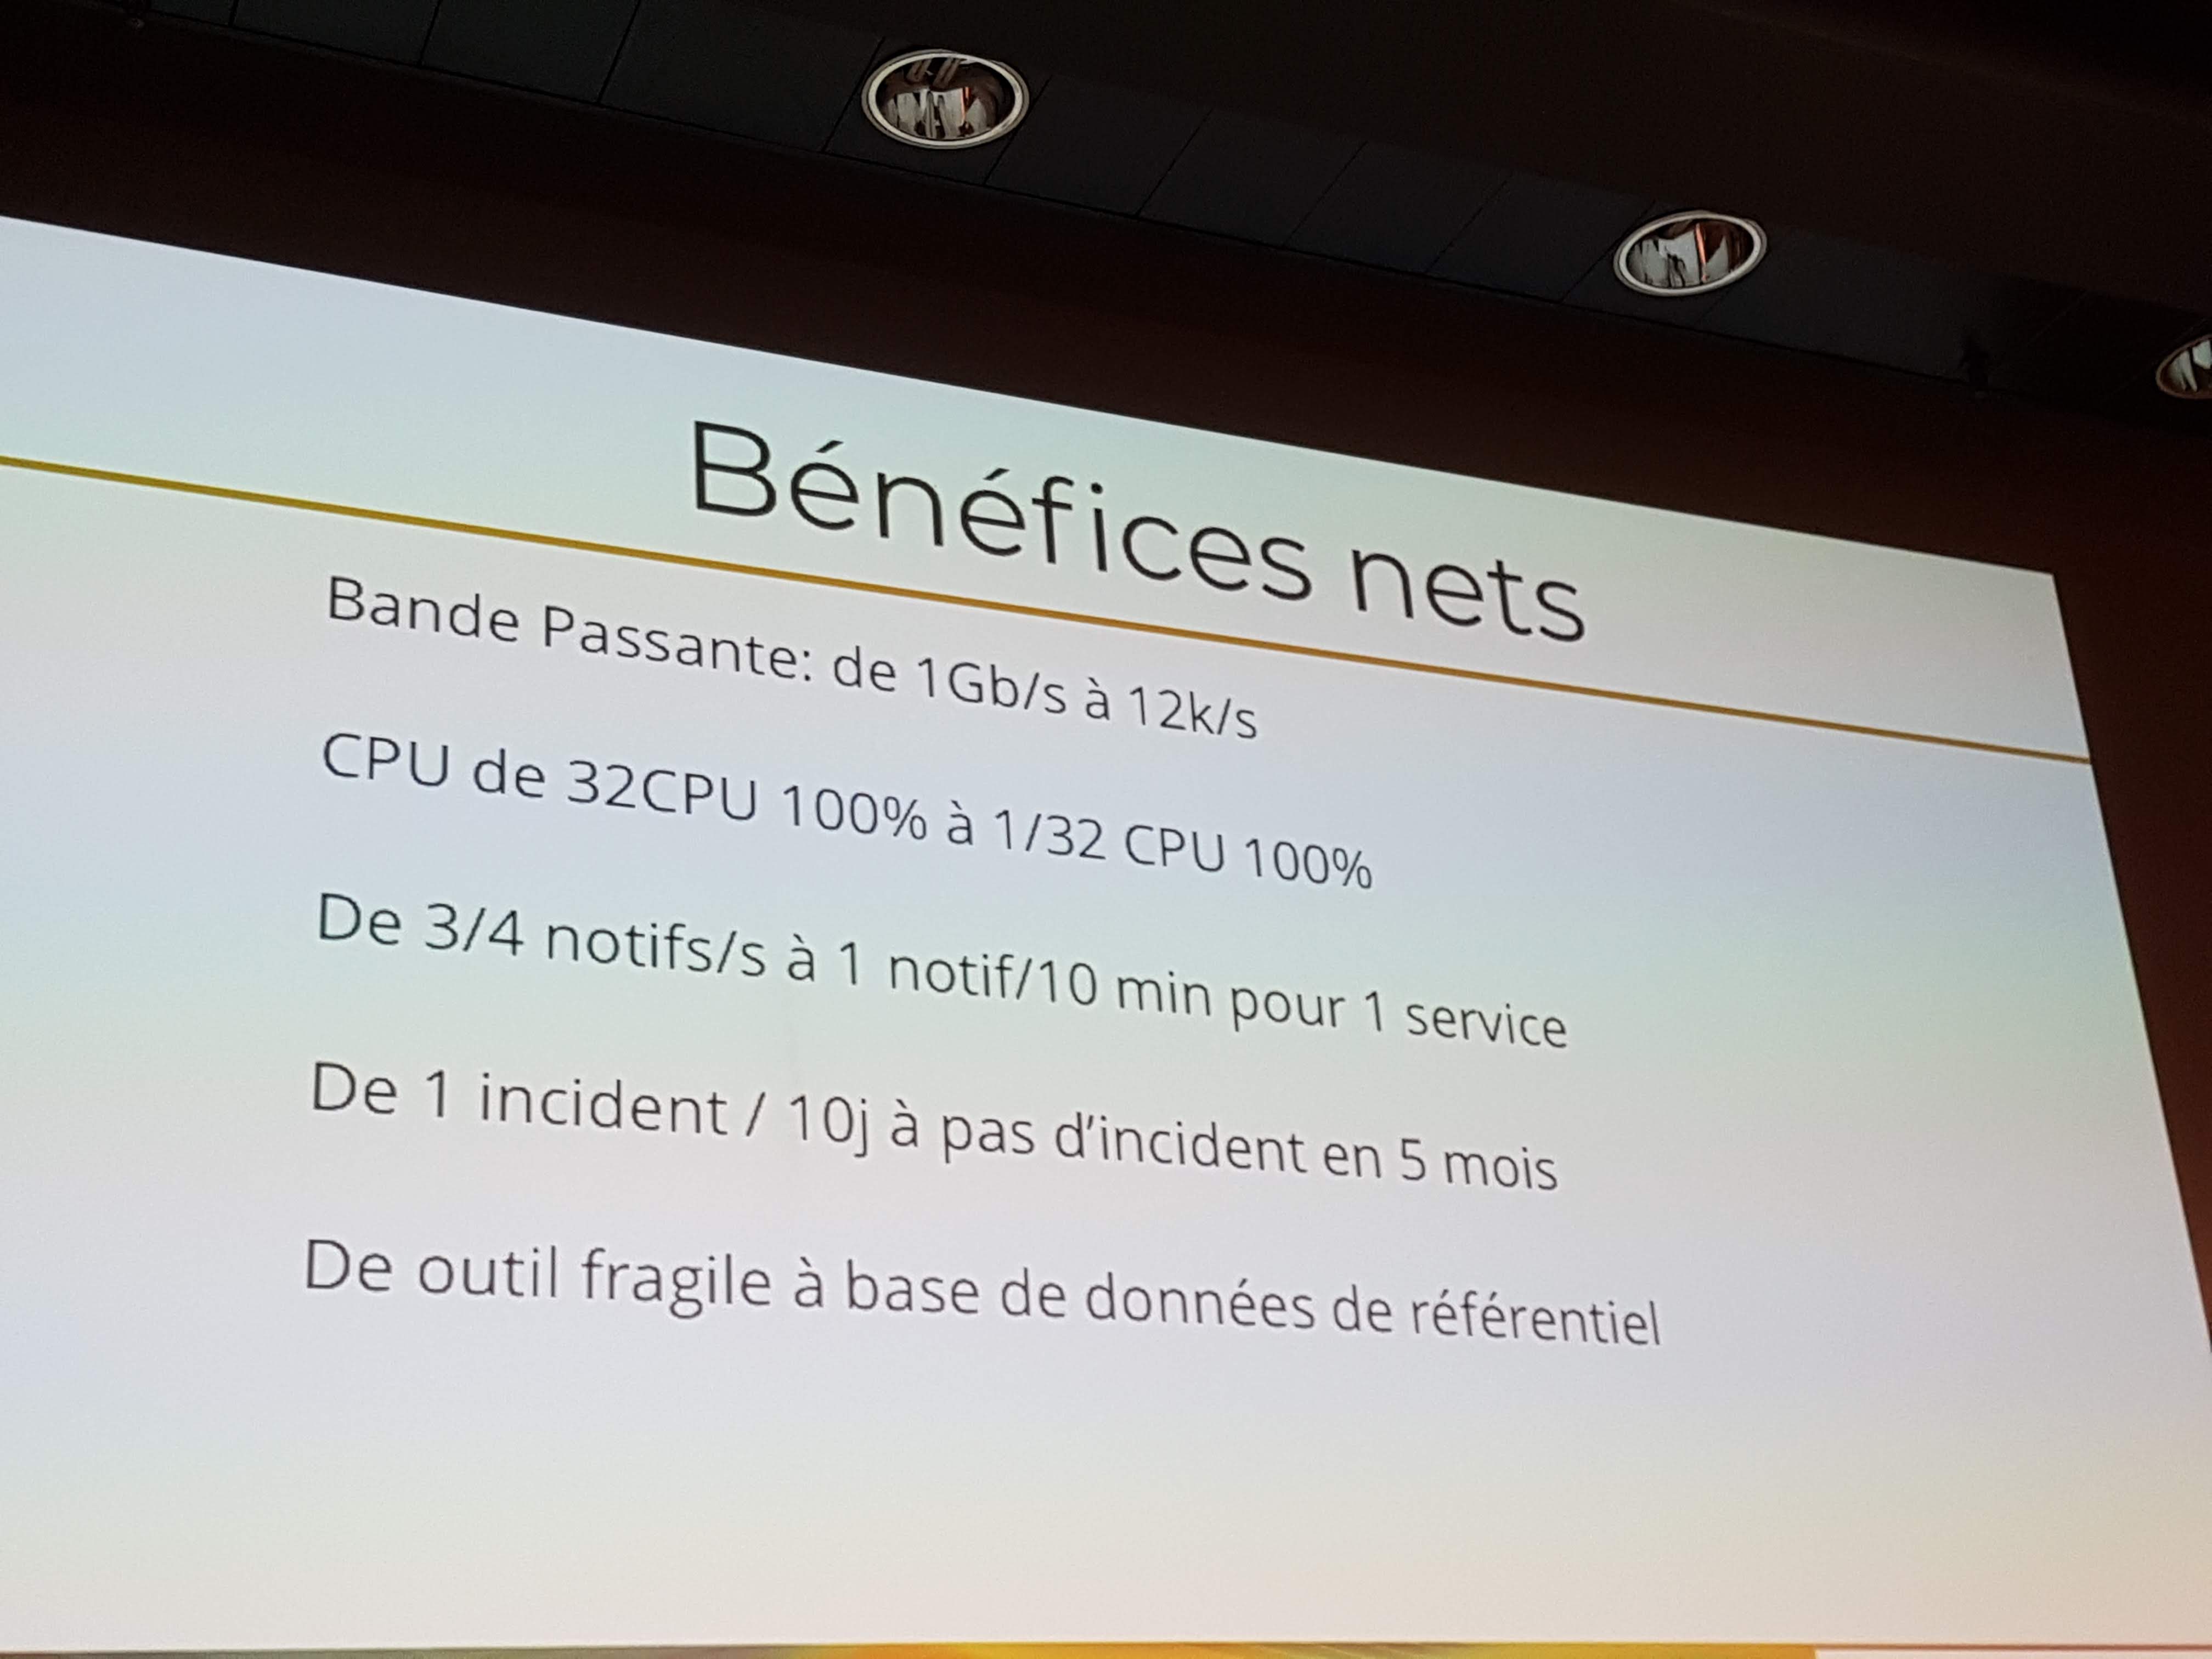 Bénéfices nets
Bande Passante: de 1Gb/s à 12k/s
CPU de 32CPU 100% à 1/32 CPU 100%
De 3/4 notifs/s à 1 notif/10 min pour 1 service
De 1 incident / 10j à pas d'incident en 5 mois
De outil fragile à base de données de référentiel